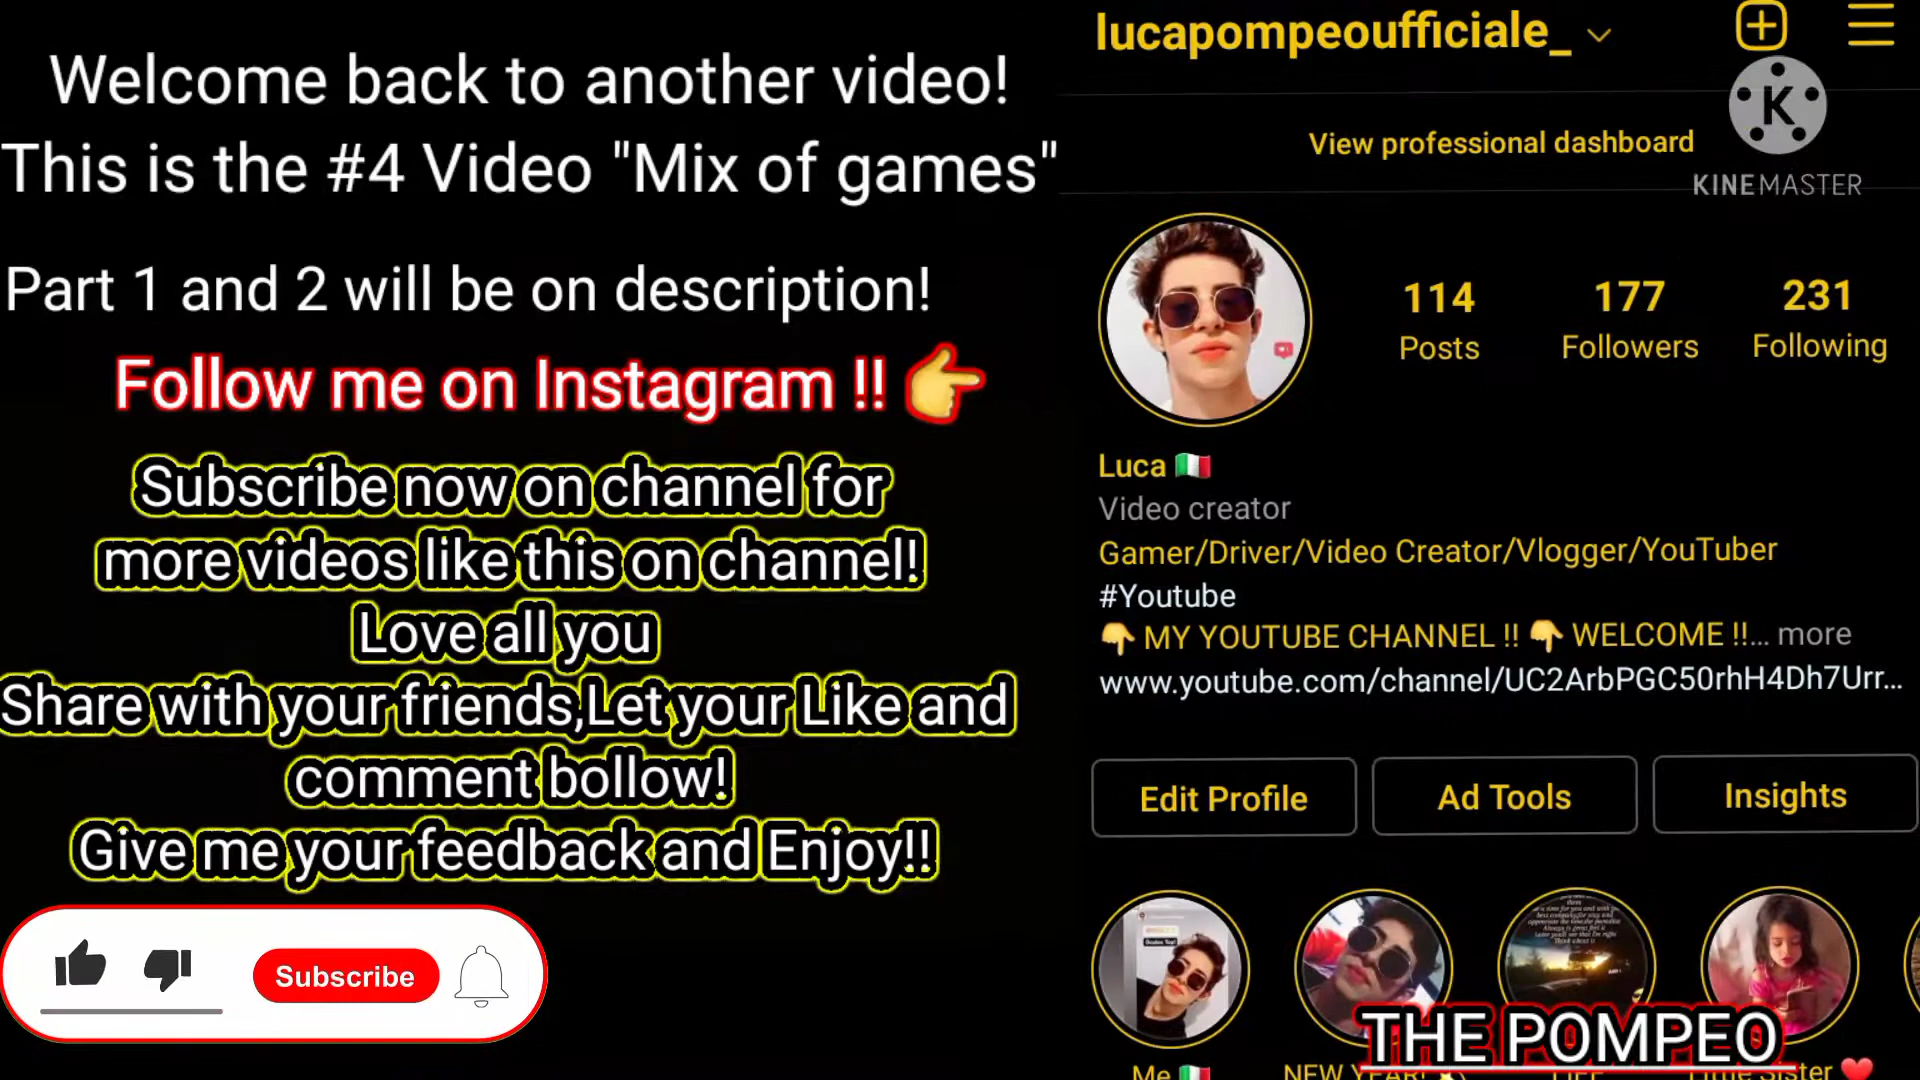 Welcome back to another video!
This is the #4 Video "Mix of games"
Part 1 and 2 will be on description!
Follow me on Instagram !! 👉
Subscribe now on channel for
more videos like this on channel!
Love all you
Share with your friends,Let your Like and
comment bollow!
Give me your feedback and Enjoy!!
Subscribe
lucapompeoufficiale_
View professional dashboard
K
KINEMASTER
114 177 231
Posts Followers Following
Luca 🇮🇹
Video creator
Gamer/Driver/Video Creator/Vlogger/YouTuber
#Youtube
👇 MY YOUTUBE CHANNEL !! 👇 WELCOME !!... more
www.youtube.com/channel/UC2ArbPGC50rhH4Dh7Urr...
Edit Profile Ad Tools Insights
THE POMPEO
Me 🇮🇹 NEW YEAR! LIFE Little Sister ❤️